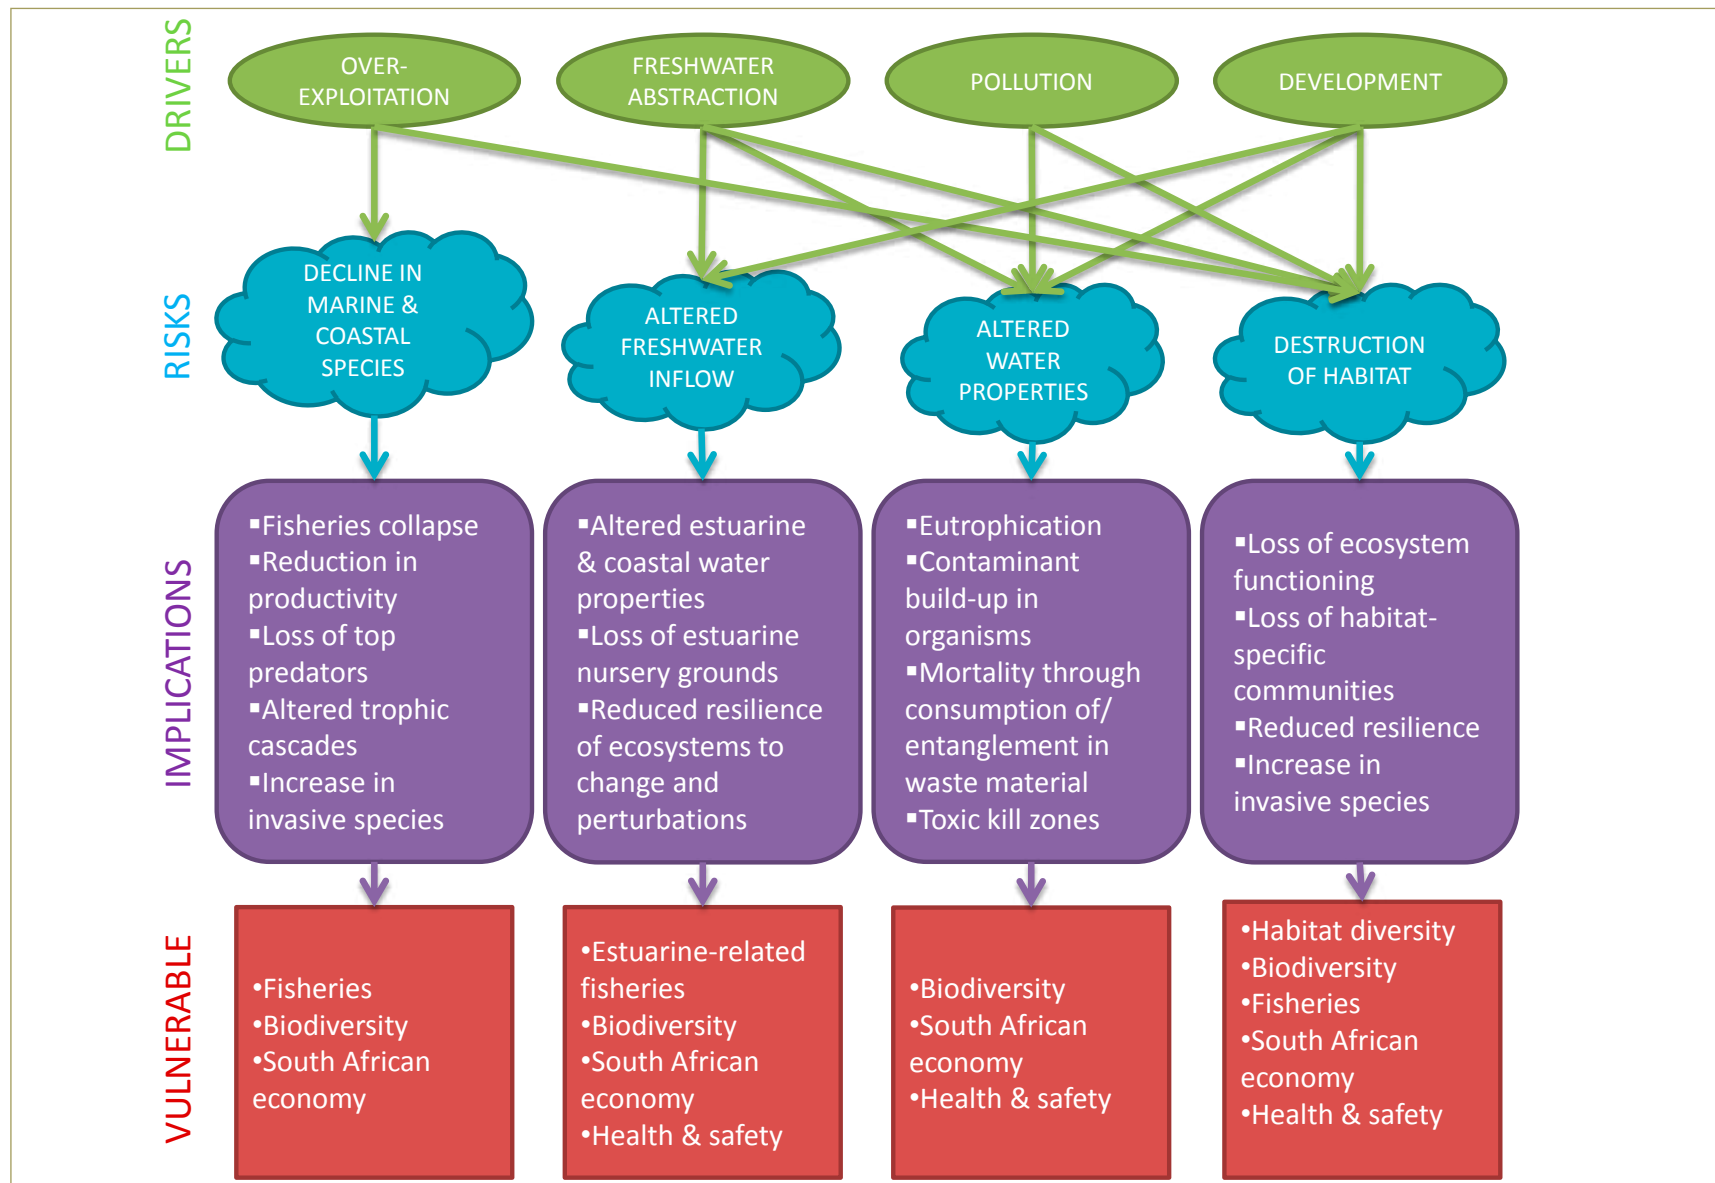 DRIVERS
OVER-
EXPLOITATION
FRESHWATER
ABSTRACTION
POLLUTION
DEVELOPMENT
RISKS
DECLINE IN
MARINE &
COASTAL
SPECIES
ALTERED
FRESHWATER
INFLOW
ALTERED
WATER
PROPERTIES
DESTRUCTION
OF HABITAT
IMPLICATIONS
▪Fisheries collapse
▪Reduction in
productivity
▪Loss of top
predators
▪Altered trophic
cascades
▪Increase in
invasive species
▪Altered estuarine
& coastal water
properties
▪Loss of estuarine
nursery grounds
▪Reduced resilience
of ecosystems to
change and
perturbations
▪Eutrophication
▪Contaminant
build-up in
organisms
▪Mortality through
consumption of/
entanglement in
waste material
▪Toxic kill zones
▪Loss of ecosystem
functioning
▪Loss of habitat-
specific
communities
▪Reduced resilience
▪Increase in
invasive species
VULNERABLE
•Fisheries
•Biodiversity
•South African
economy
•Estuarine-related
fisheries
•Biodiversity
•South African
economy
•Health & safety
•Biodiversity
•South African
economy
•Health & safety
•Habitat diversity
•Biodiversity
•Fisheries
•South African
economy
•Health & safety